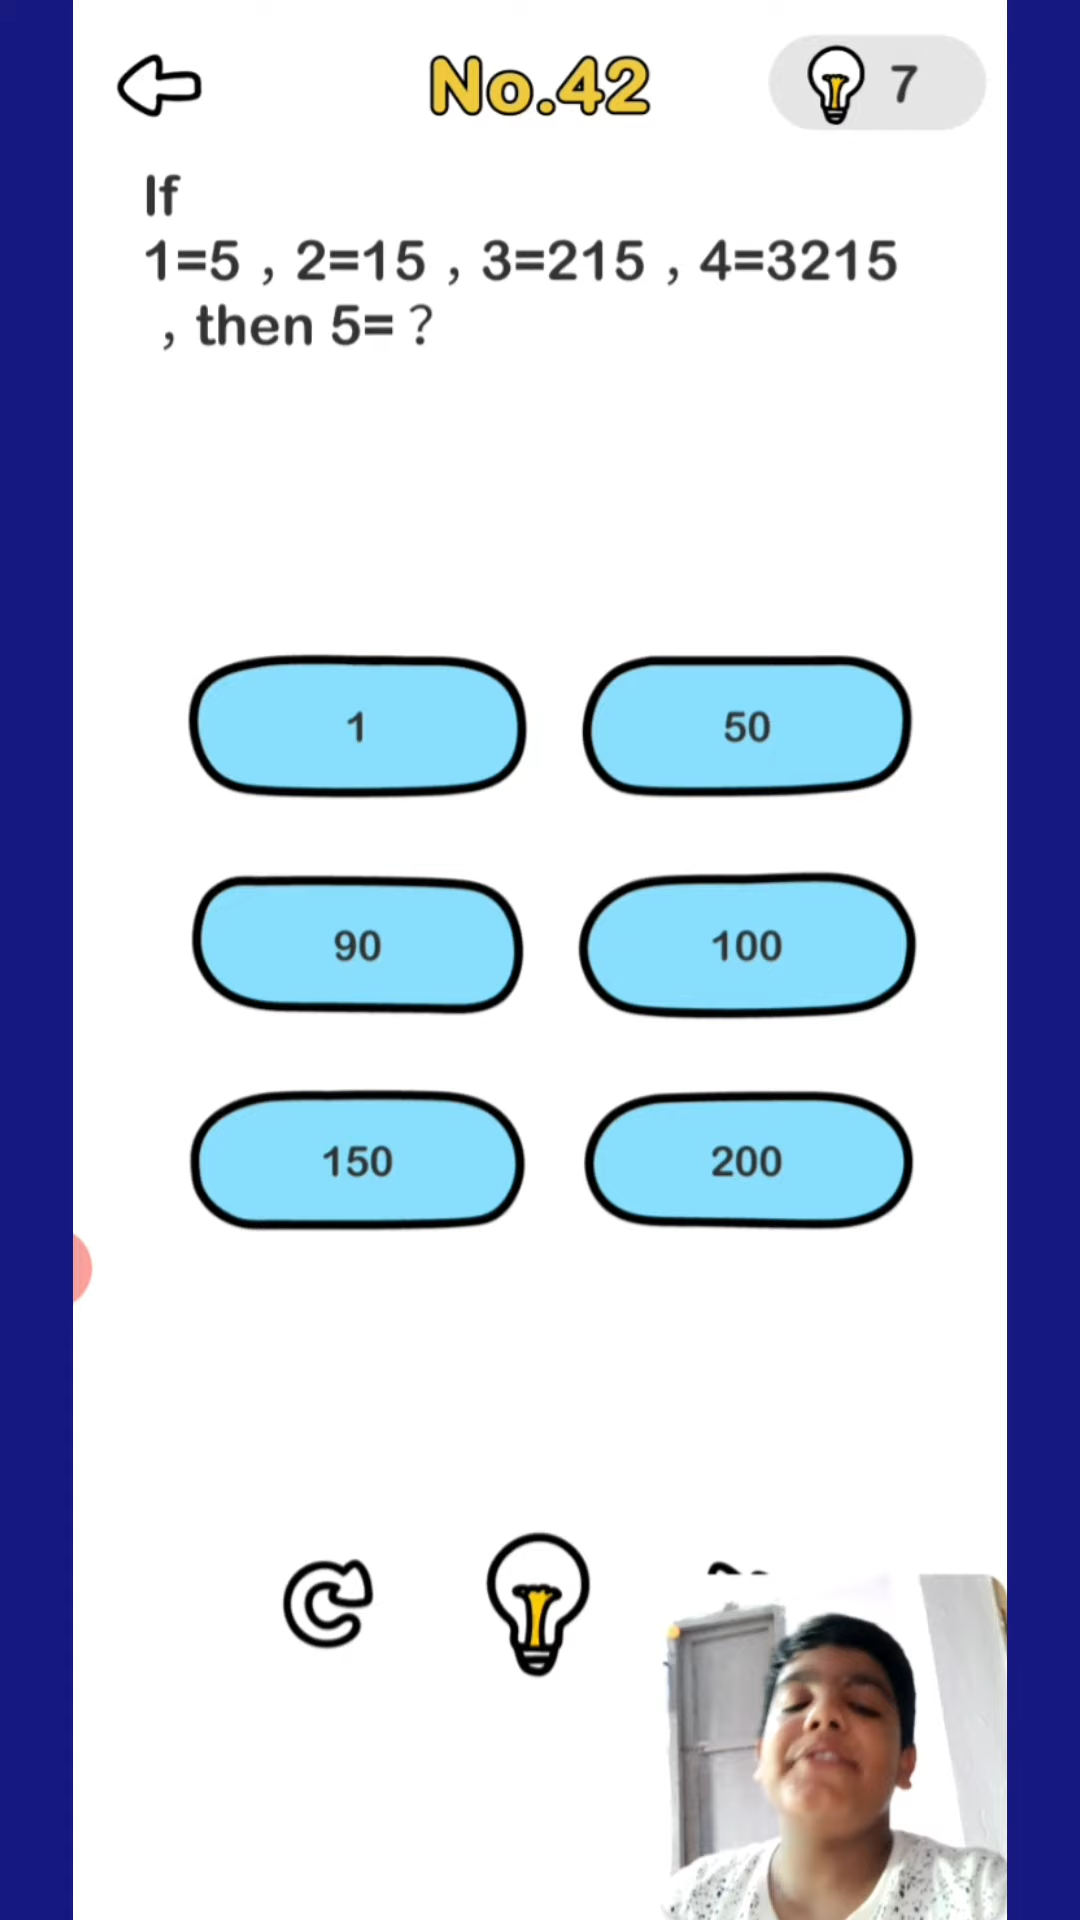 No.42
7
If
1=5 , 2=15 , 3=215 , 4=3215
, then 5= ?
1
50
90
100
150
200